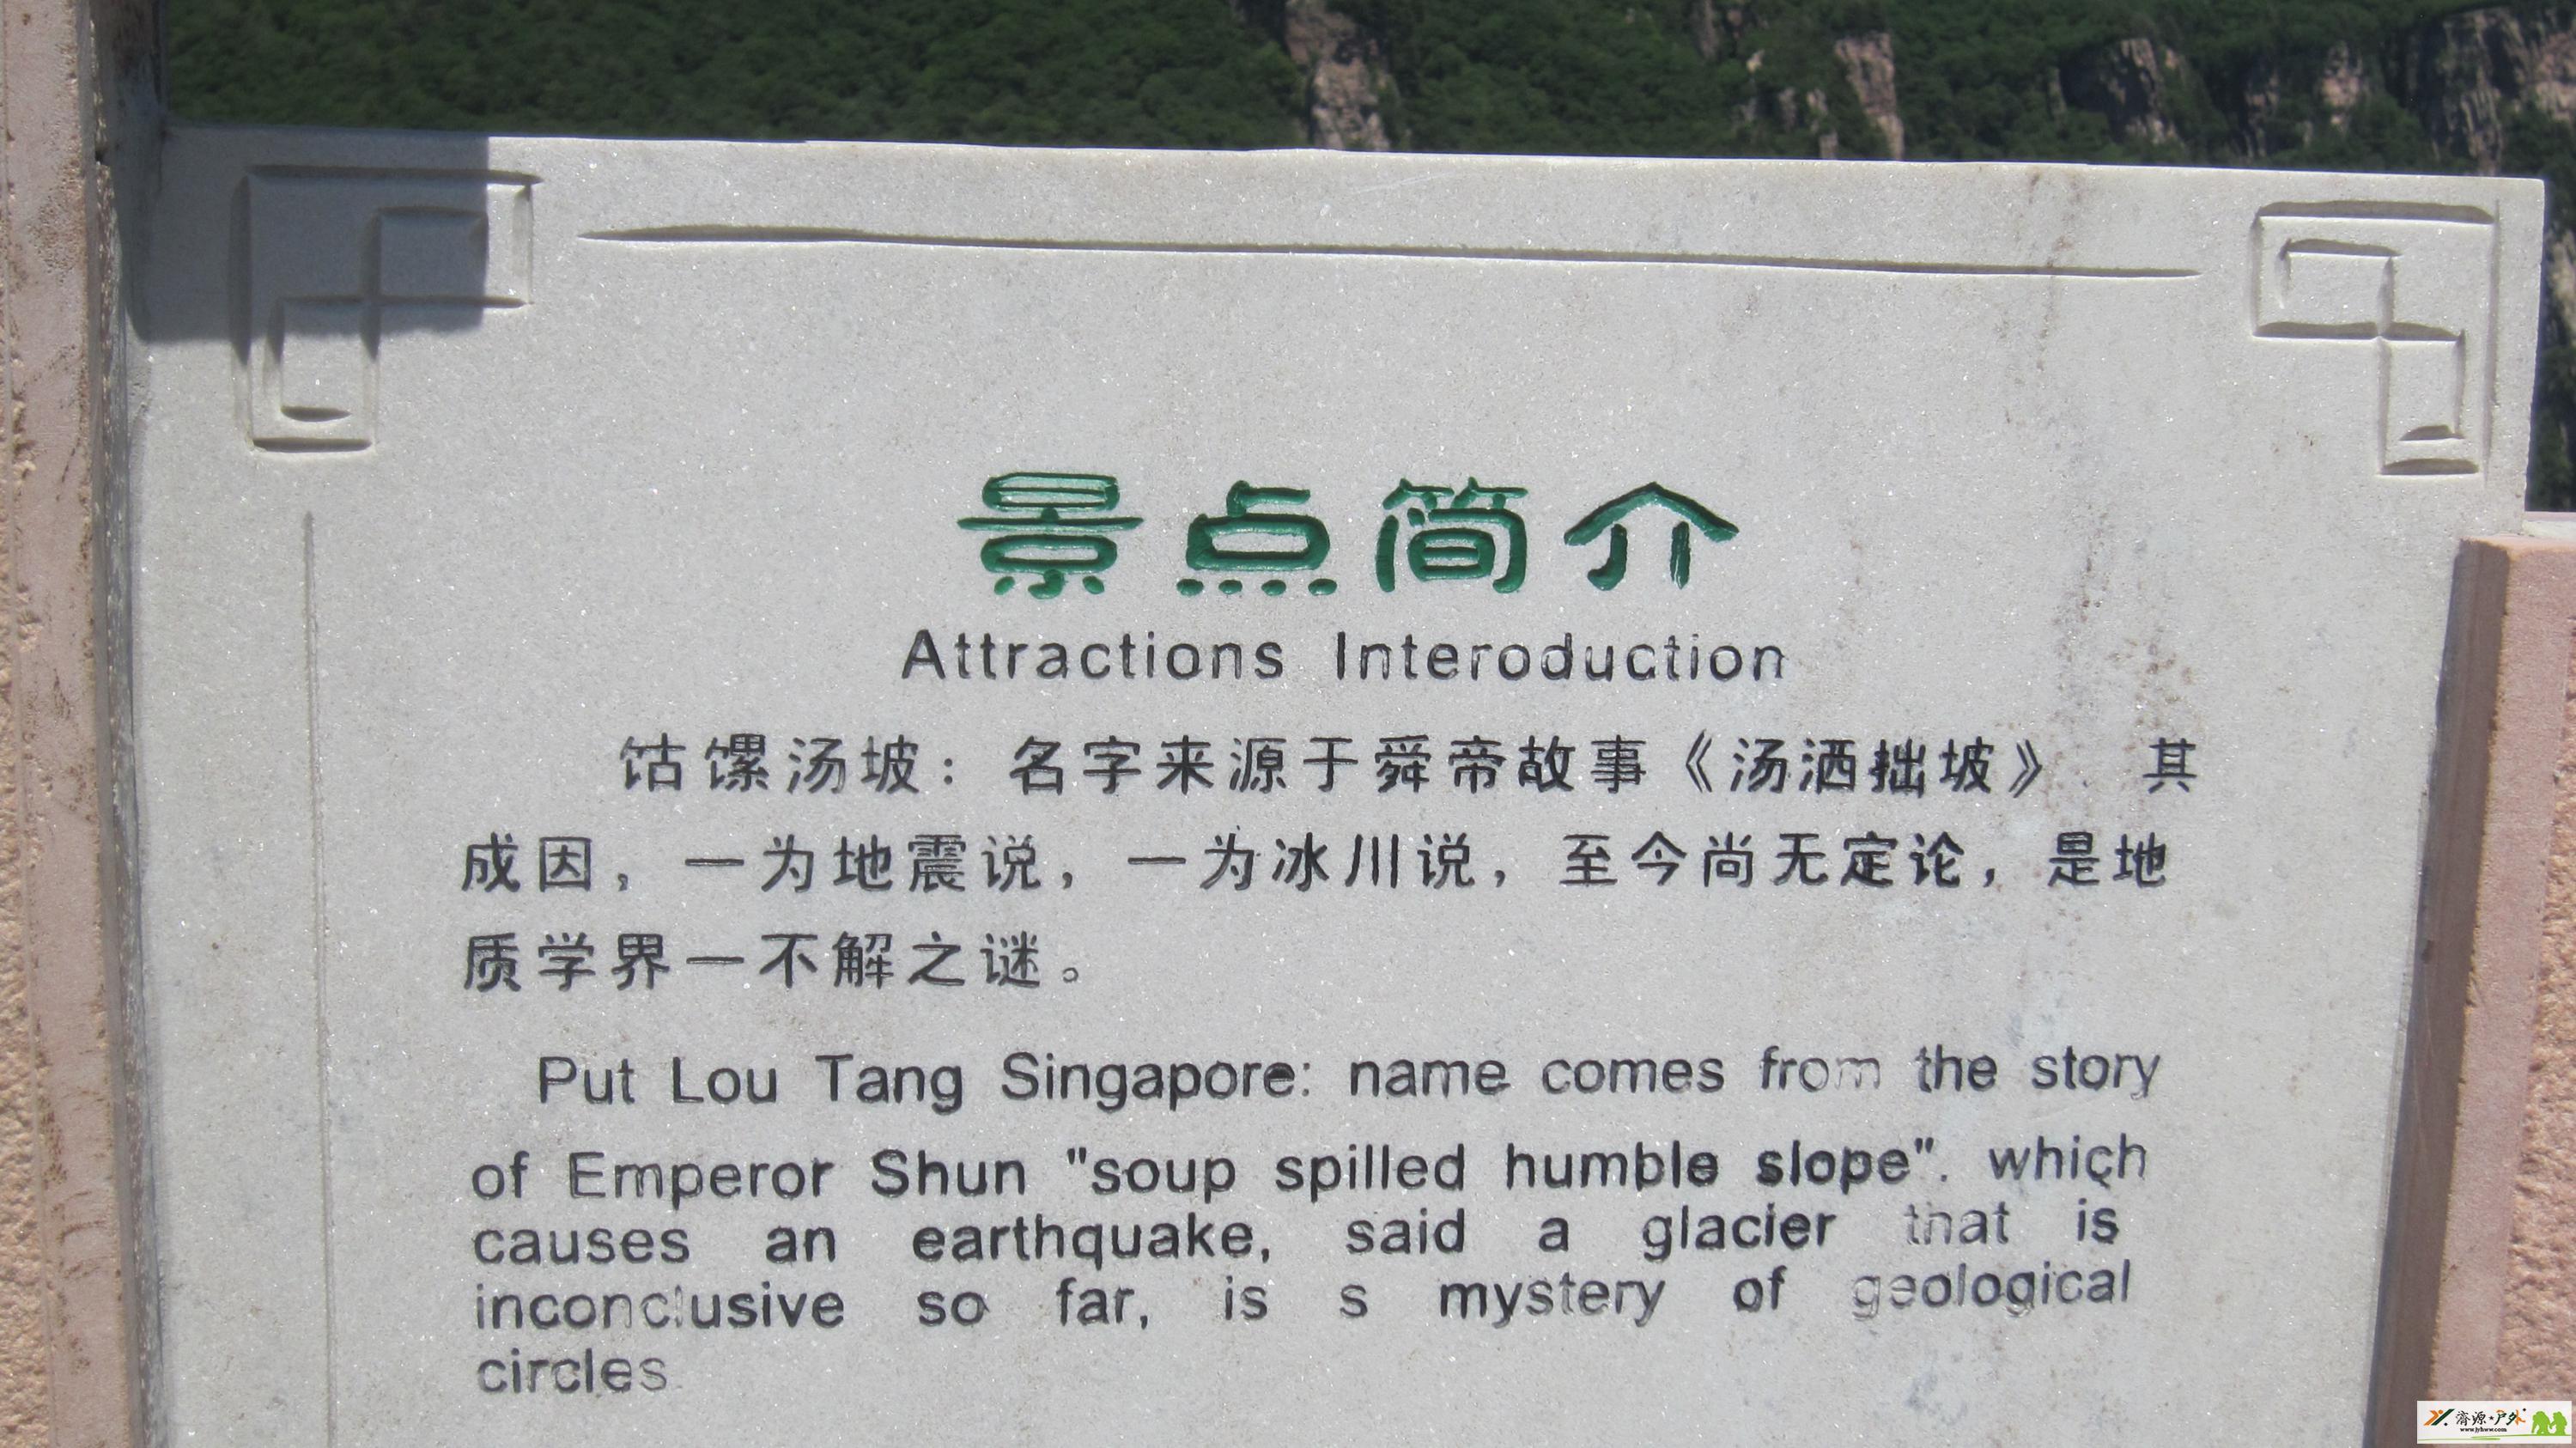 景点简介
Attractions Interoduction
饳馃汤坡：名字来源于舜帝故事《汤洒拙坡》．其
成因，一为地震说，一为冰川说，至今尚无定论，是地
质学界一不解之谜。
Put Lou Tang Singapore: name comes from the story
of Emperor Shun "soup spilled humble slope". which
causes an earthquake, said a glacier that is
inconclusive so far, is s mystery of geological
circles
济源·户外
www.jyhww.com